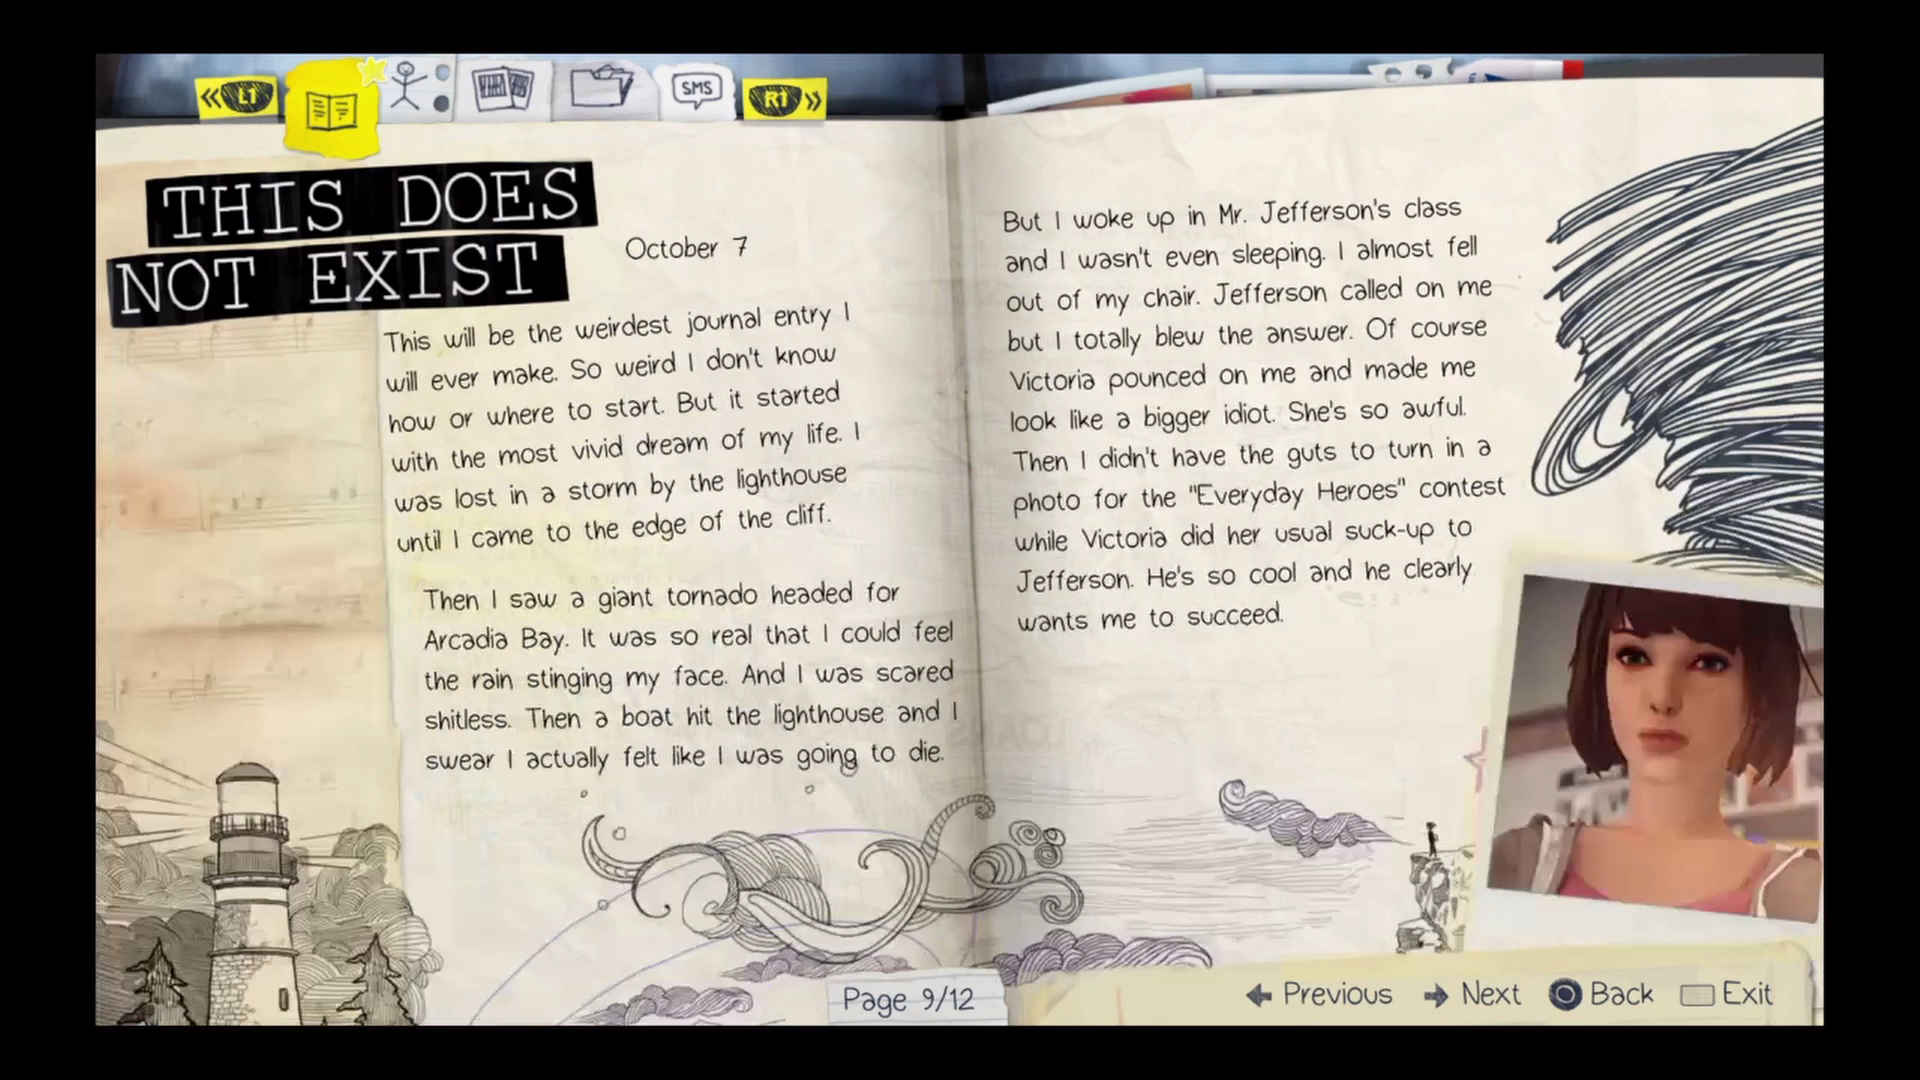 L1
SMS
R1
THIS DOES
NOT EXIST
October 7
This will be the weirdest journal entry I
will ever make. So weird I don't know
how or where to start. But it started
with the most vivid dream of my life. I
was lost in a storm by the lighthouse
until I came to the edge of the cliff.
Then I saw a giant tornado headed for
Arcadia Bay. It was so real that I could feel
the rain stinging my face. And I was scared
shitless. Then a boat hit the lighthouse and I
swear I actually felt like I was going to die.
But I woke up in Mr. Jefferson's class
and I wasn't even sleeping. I almost fell
out of my chair. Jefferson called on me
but I totally blew the answer. Of course
Victoria pounced on me and made me
look like a bigger idiot. She's so awful.
Then I didn't have the guts to turn in a
photo for the "Everyday Heroes" contest
while Victoria did her usual suck-up to
Jefferson. He's so cool and he clearly
wants me to succeed.
Page 9/12
Previous Next Back Exit